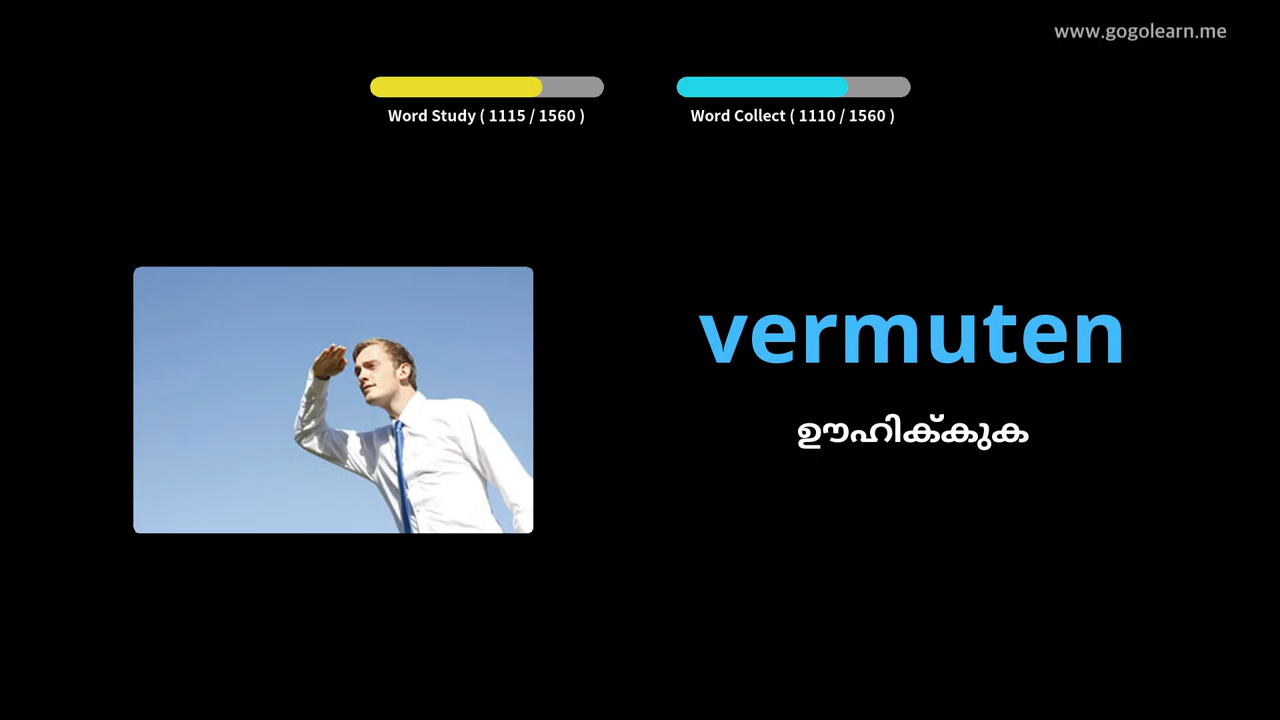 www.gogolearn.me
Word Study ( 1115 / 1560 )
Word Collect ( 1110 / 1560 )
vermuten
ഊഹിക്കുക